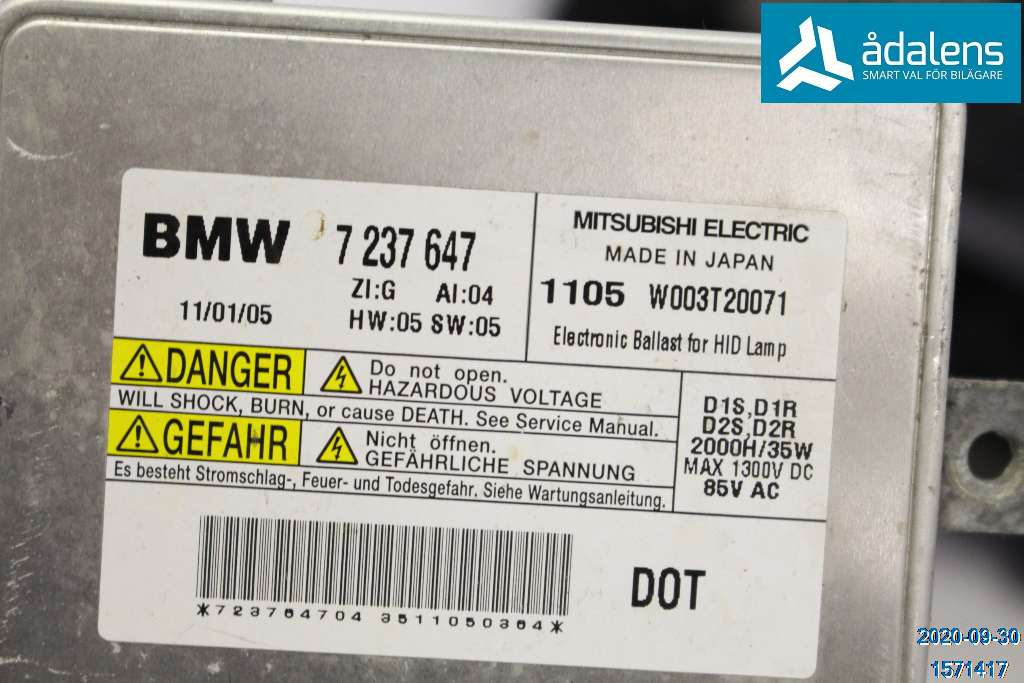 ådalens
SMART VAL FÖR BILÄGARE
BMW 7 237 647
ZI:G AI:04
11/01/05 HW:05 SW:05
MITSUBISHI ELECTRIC
MADE IN JAPAN
1105 W003T20071
Electronic Ballast for HID Lamp
DANGER
Do not open.
HAZARDOUS VOLTAGE
WILL SHOCK, BURN, or cause DEATH. See Service Manual.
GEFAHR
Nicht öffnen.
GEFÄHRLICHE SPANNUNG
Es besteht Stromschlag-, Feuer- und Todesgefahr. Siehe Wartungsanleitung.
D1S,D1R
D2S,D2R
2000H/35W
MAX 1300V DC
85V AC
*723764704 3511050364*
DOT
2020-09-30
1571417